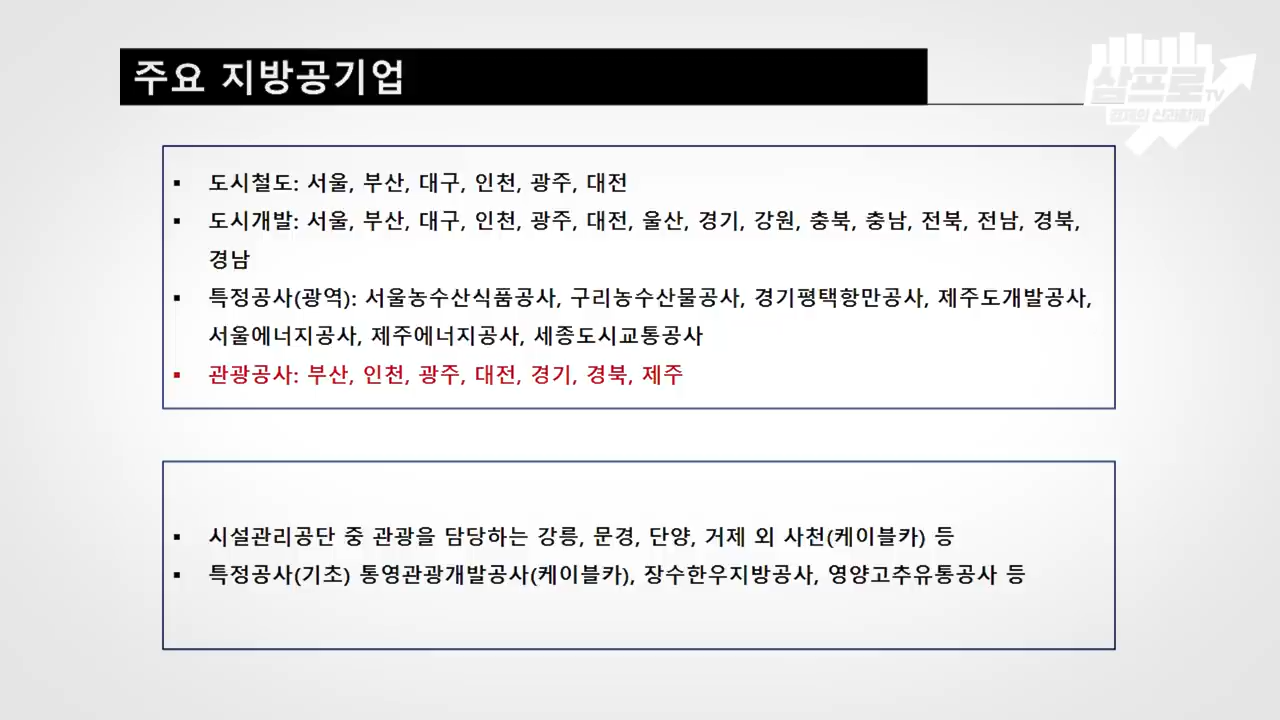 주요 지방공기업
삼프로TV
경제의 신과함께
▪ 도시철도: 서울, 부산, 대구, 인천, 광주, 대전
▪ 도시개발: 서울, 부산, 대구, 인천, 광주, 대전, 울산, 경기, 강원, 충북, 충남, 전북, 전남, 경북,
경남
▪ 특정공사(광역): 서울농수산식품공사, 구리농수산물공사, 경기평택항만공사, 제주도개발공사,
서울에너지공사, 제주에너지공사, 세종도시교통공사
▪ 관광공사: 부산, 인천, 광주, 대전, 경기, 경북, 제주
▪ 시설관리공단 중 관광을 담당하는 강릉, 문경, 단양, 거제 외 사천(케이블카) 등
▪ 특정공사(기초) 통영관광개발공사(케이블카), 장수한우지방공사, 영양고추유통공사 등